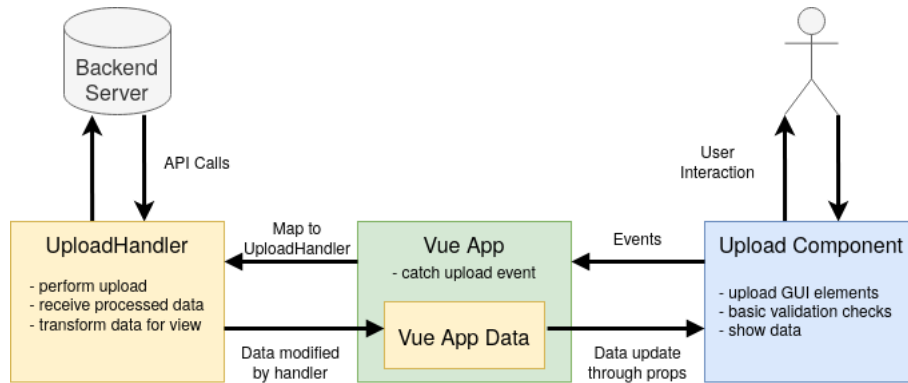 Backend
Server
API Calls
User
Interaction
UploadHandler
- perform upload
- receive processed data
- transform data for view
Map to
UploadHandler
Vue App
- catch upload event
Vue App Data
Events
Upload Component
- upload GUI elements
- basic validation checks
- show data
Data modified
by handler
Data update
through props